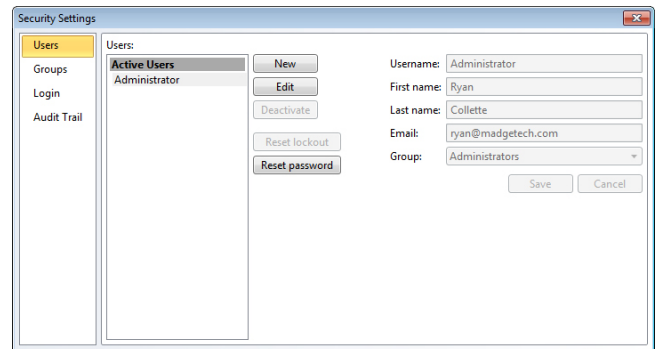 Security Settings
Users
Groups
Login
Audit Trail
Users:
Active Users
Administrator
New
Edit
Deactivate
Reset lockout
Reset password
Username: Administrator
First name: Ryan
Last name: Collette
Email: ryan@madgetech.com
Group: Administrators
Save Cancel